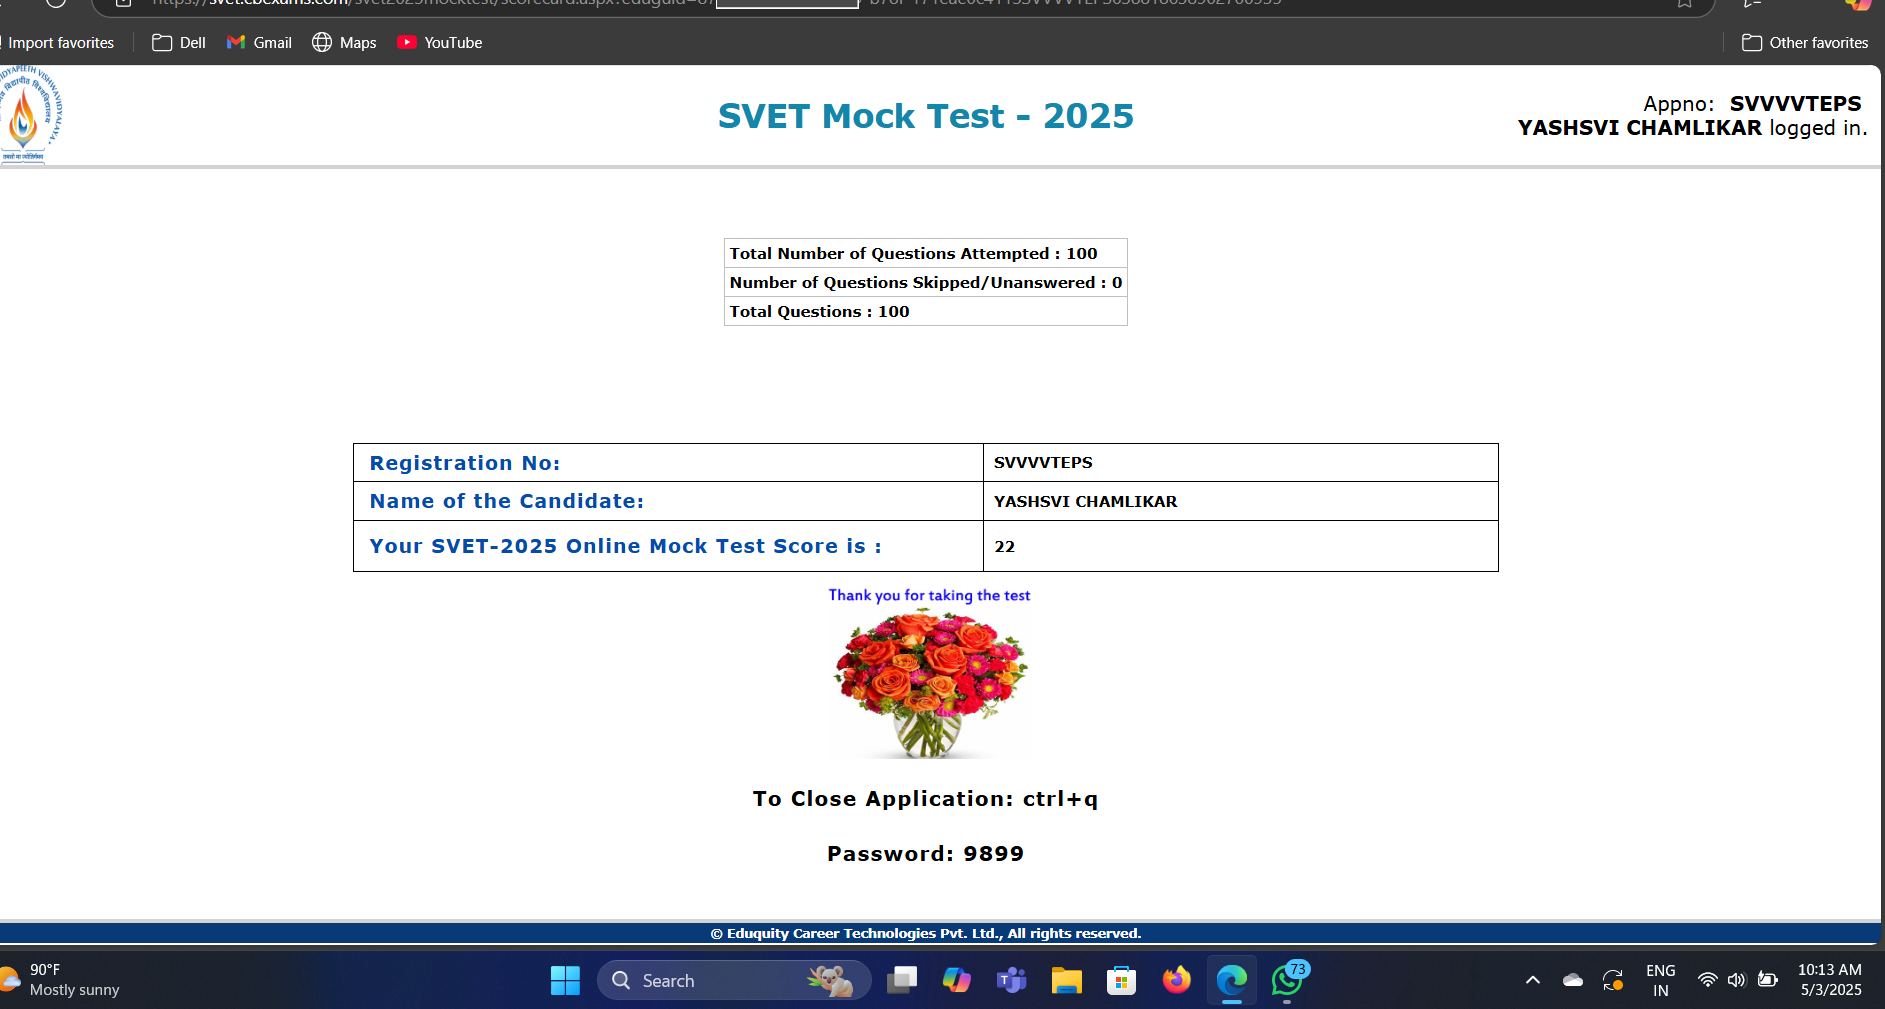 Import favorites
Dell
Gmail
Maps
YouTube
Other favorites
SVET Mock Test - 2025
Appno: SVVVVTEPS
YASHSVI CHAMLIKAR logged in.
Total Number of Questions Attempted : 100
Number of Questions Skipped/Unanswered : 0
Total Questions : 100
Registration No: SVVVVTEPS
Name of the Candidate: YASHSVI CHAMLIKAR
Your SVET-2025 Online Mock Test Score is : 22
Thank you for taking the test
To Close Application: ctrl+q
Password: 9899
© Eduquity Career Technologies Pvt. Ltd., All rights reserved.
90°F
Mostly sunny
Search
73
ENG
IN
10:13 AM
5/3/2025